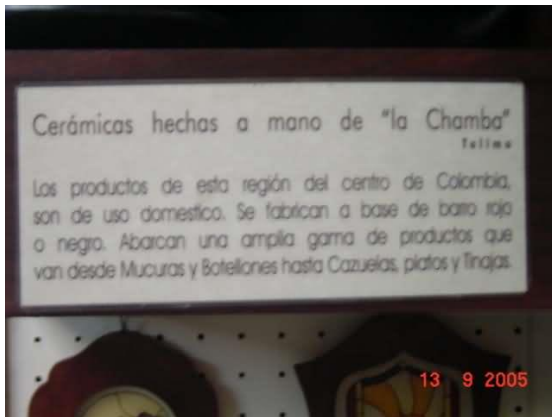 Cerámicas hechas a mano de "la Chamba"
Tolima
Los productos de esta región del centro de Colombia,
son de uso domestico. Se fabrican a base de barro rojo
o negro. Abarcan una amplia gama de productos que
van desde Mucuras y Botellones hasta Cazuelas, platos y Tinajas.
13 9 2005